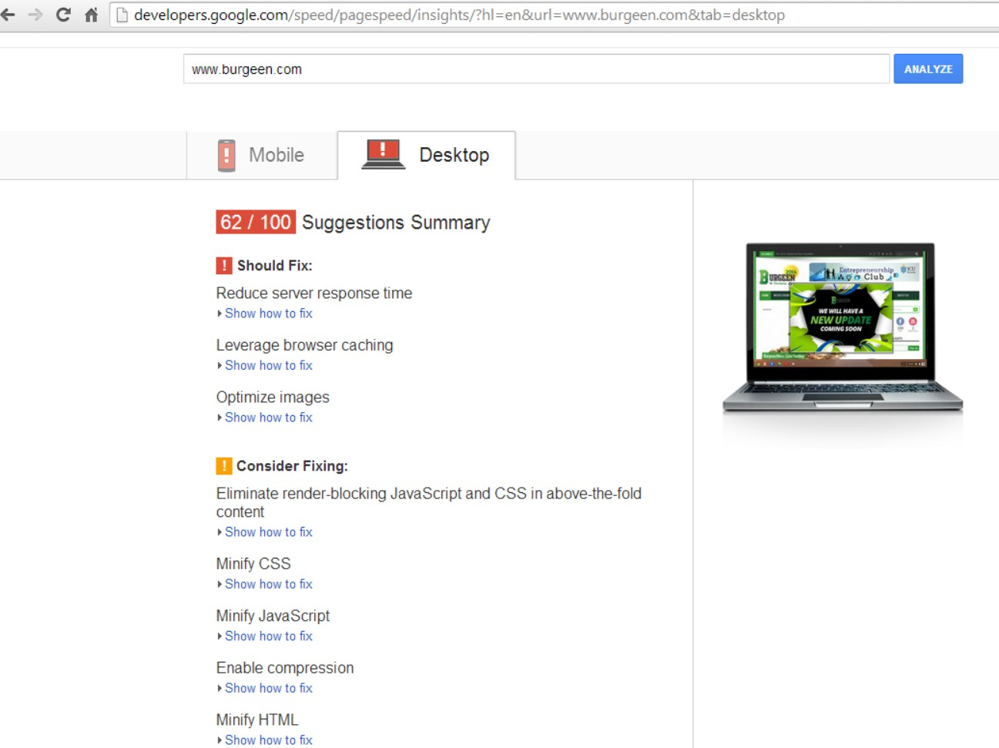 developers.google.com/speed/pagespeed/insights/?hl=en&url=www.burgeen.com&tab=desktop
www.burgeen.com
ANALYZE
Mobile
Desktop
62 / 100 Suggestions Summary
Should Fix:
Reduce server response time
Show how to fix
Leverage browser caching
Show how to fix
Optimize images
Show how to fix
Consider Fixing:
Eliminate render-blocking JavaScript and CSS in above-the-fold
content
Show how to fix
Minify CSS
Show how to fix
Minify JavaScript
Show how to fix
Enable compression
Show how to fix
Minify HTML
Show how to fix
Entrepreneurship
Club
BURGEEN
2014
WE WILL HAVE A
NEW UPDATE
COMING SOON